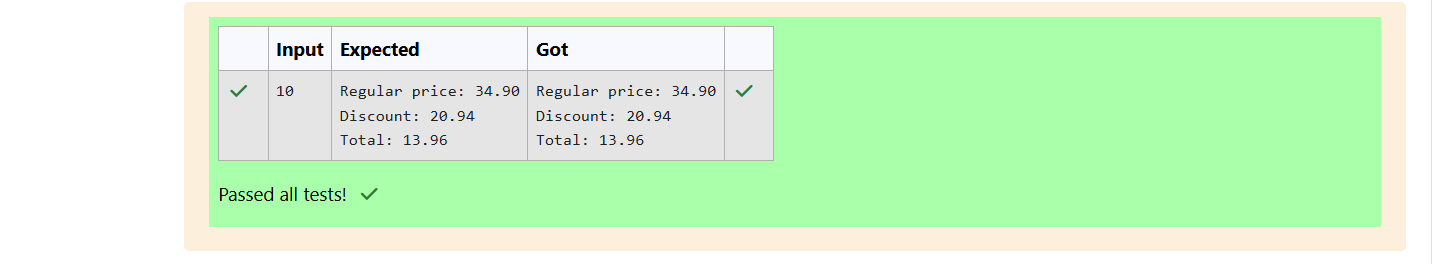 Input Expected Got
10 Regular price: 34.90 Regular price: 34.90
Discount: 20.94 Discount: 20.94
Total: 13.96 Total: 13.96
Passed all tests!